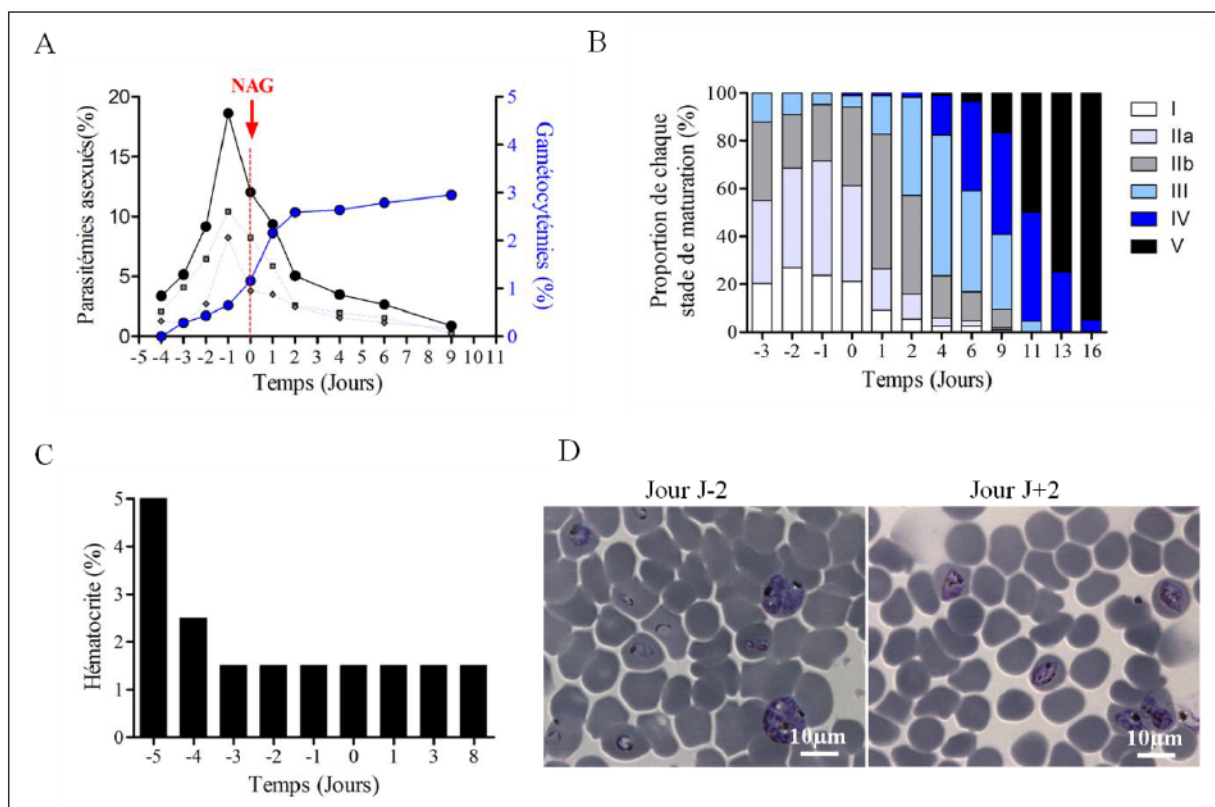 A
NAG
Parasitémies asexués(%)
20
15
10
5
0
Gamétocytémies (%)
5
4
3
2
1
0
-5 -4 -3 -2 -1 0 1 2 3 4 5 6 7 8 9 10 11
Temps (Jours)
B
Proportion de chaque
stade de maturation (%)
100
80
60
40
20
0
-3 -2 -1 0 1 2 4 6 9 11 13 16
Temps (Jours)
I
IIa
IIb
III
IV
V
C
Hématocrite (%)
5
4
3
2
1
0
-5 -4 -3 -2 -1 0 1 3 8
Temps (Jours)
D
Jour J-2
Jour J+2
10µm
10µm